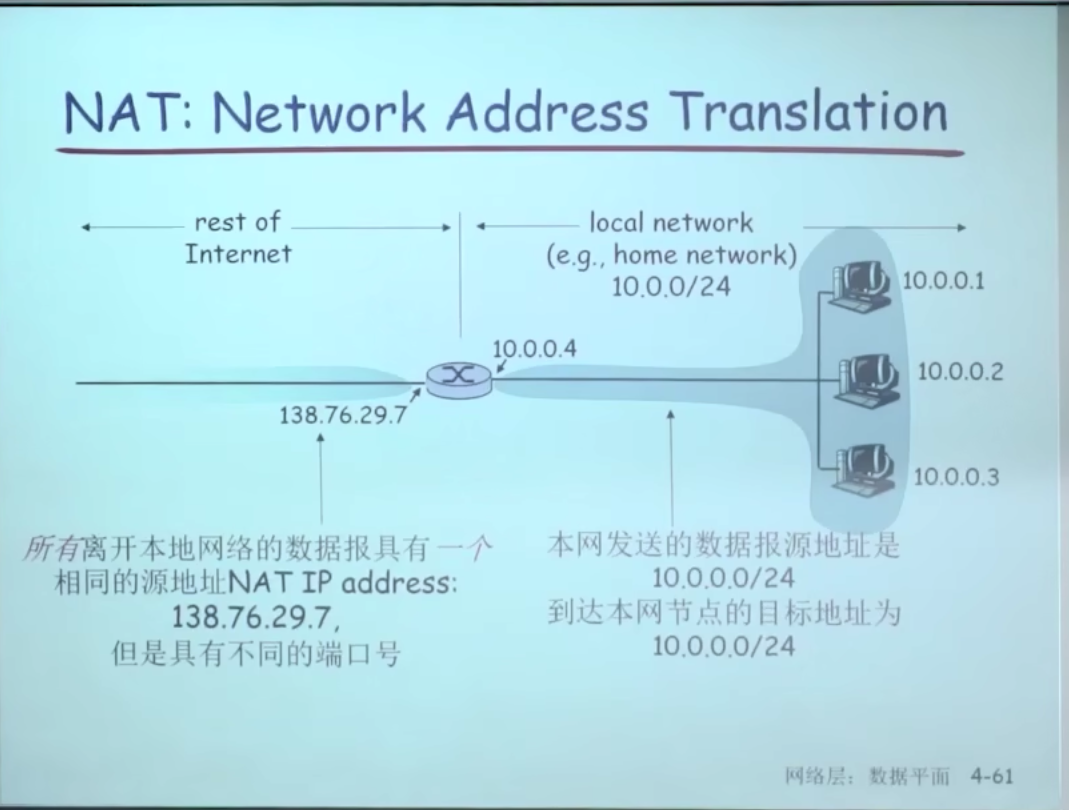 NAT: Network Address Translation
rest of
Internet
local network
(e.g., home network)
10.0.0/24
10.0.0.1
10.0.0.4
10.0.0.2
138.76.29.7
10.0.0.3
所有离开本地网络的数据报具有一个
相同的源地址NAT IP address:
138.76.29.7,
但是具有不同的端口号
本网发送的数据报源地址是
10.0.0.0/24
到达本网节点的目标地址为
10.0.0.0/24
网络层：数据平面 4-61